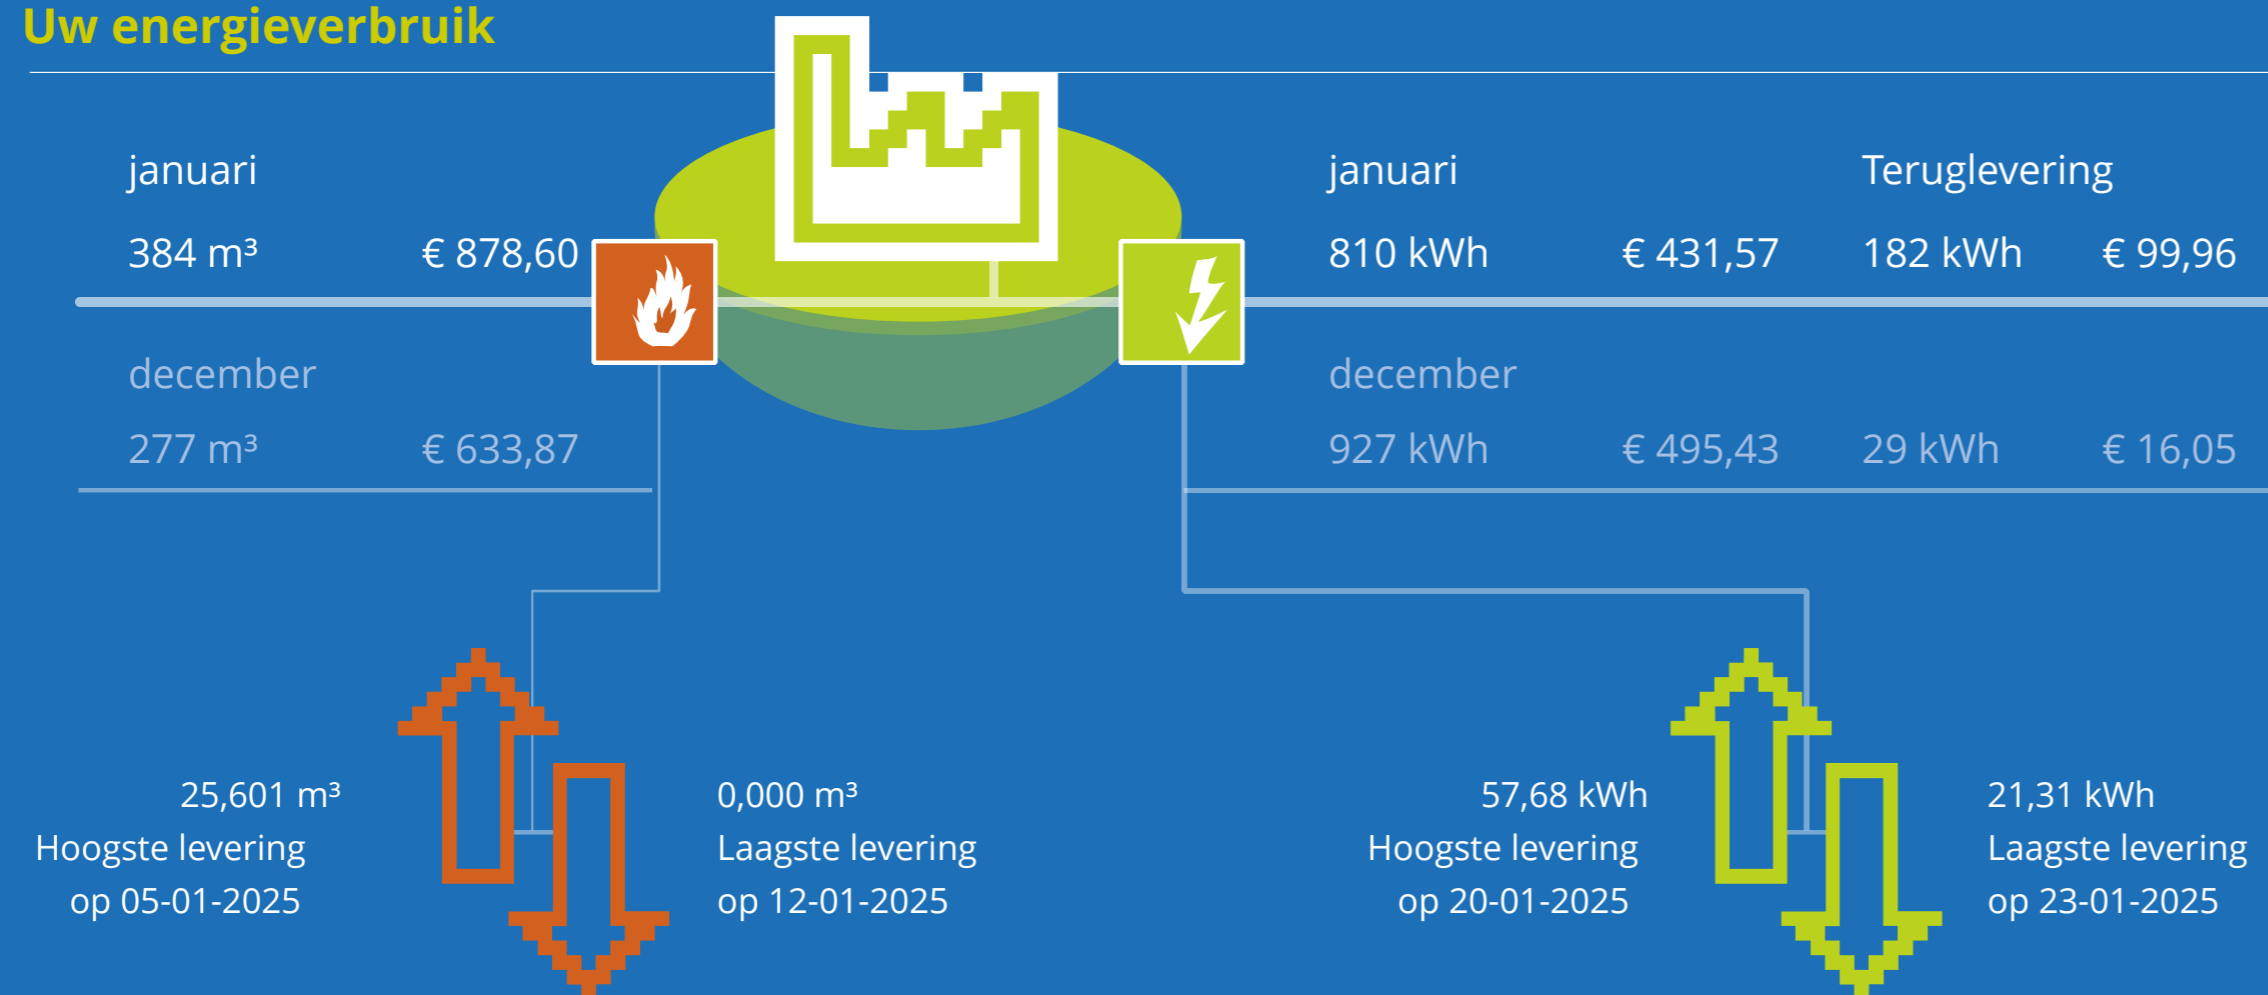 Uw energieverbruik
januari
384 m³ € 878,60
december
277 m³ € 633,87
januari Teruglevering
810 kWh € 431,57 182 kWh € 99,96
december
927 kWh € 495,43 29 kWh € 16,05
25,601 m³
Hoogste levering
op 05-01-2025
0,000 m³
Laagste levering
op 12-01-2025
57,68 kWh
Hoogste levering
op 20-01-2025
21,31 kWh
Laagste levering
op 23-01-2025